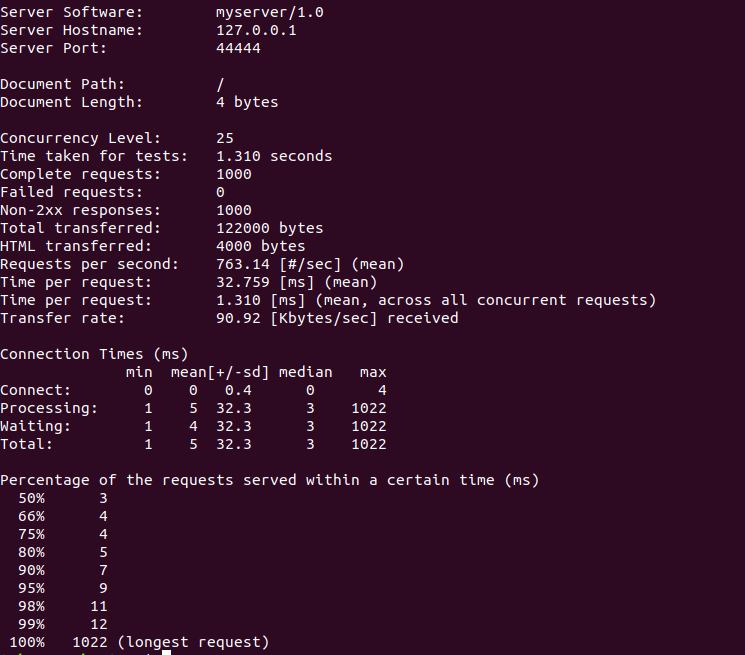 Server Software:        myserver/1.0
Server Hostname:        127.0.0.1
Server Port:            44444

Document Path:          /
Document Length:        4 bytes

Concurrency Level:      25
Time taken for tests:   1.310 seconds
Complete requests:      1000
Failed requests:        0
Non-2xx responses:      1000
Total transferred:      122000 bytes
HTML transferred:       4000 bytes
Requests per second:    763.14 [#/sec] (mean)
Time per request:       32.759 [ms] (mean)
Time per request:       1.310 [ms] (mean, across all concurrent requests)
Transfer rate:          90.92 [Kbytes/sec] received

Connection Times (ms)
              min  mean[+/-sd] median   max
Connect:        0    0   0.4      0       4
Processing:     1    5  32.3      3    1022
Waiting:        1    4  32.3      3    1022
Total:          1    5  32.3      3    1022

Percentage of the requests served within a certain time (ms)
  50%      3
  66%      4
  75%      4
  80%      5
  90%      7
  95%      9
  98%     11
  99%     12
 100%   1022 (longest request)